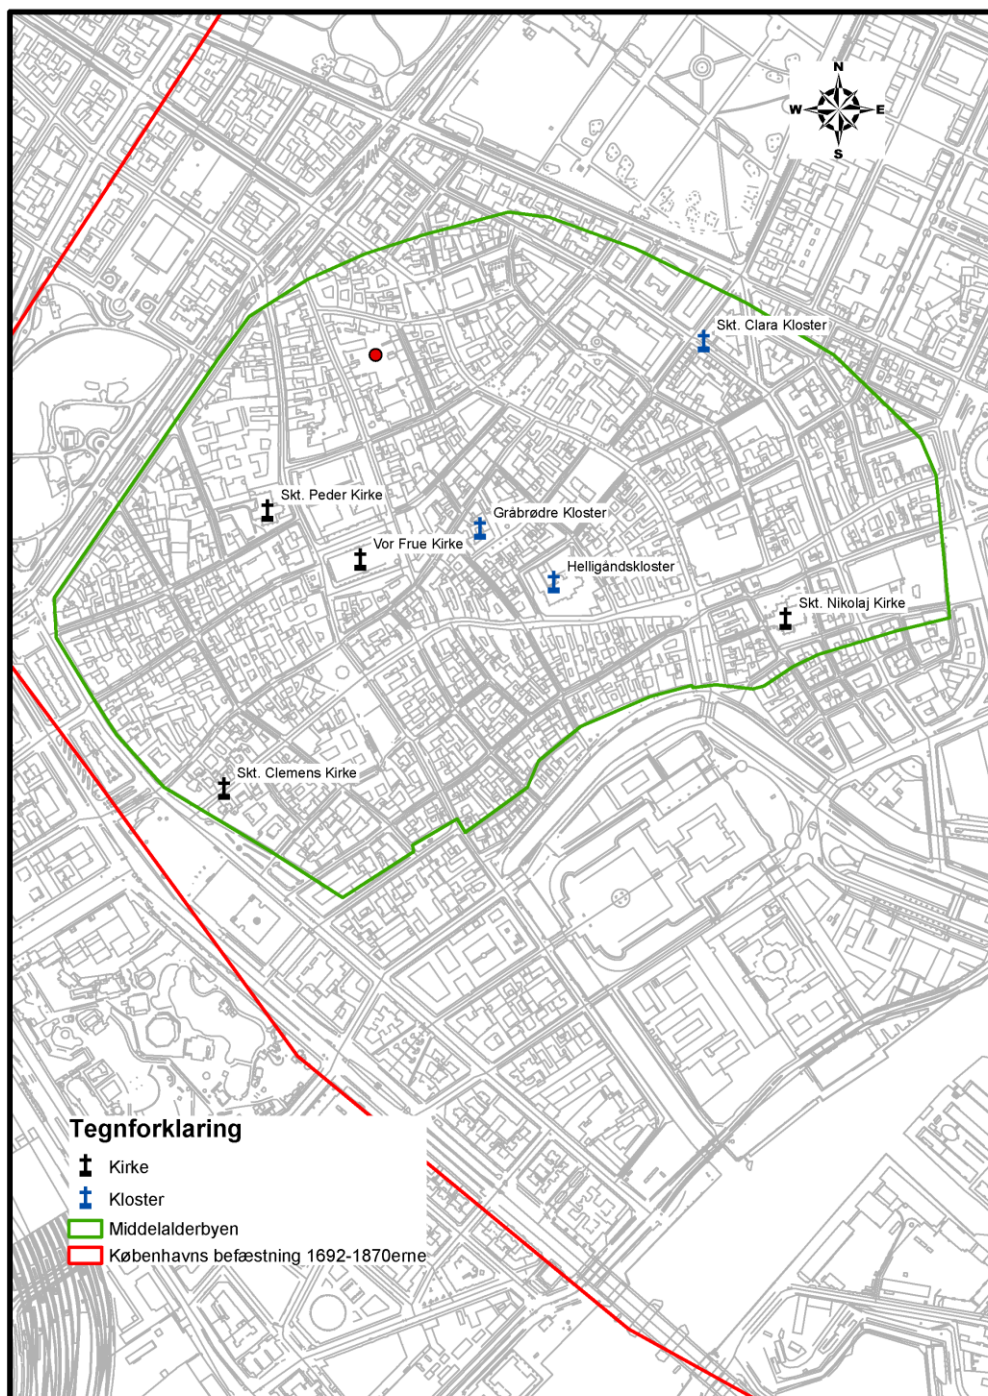 N
W E
S
Skt. Clara Kloster
Skt. Peder Kirke
Gråbrødre Kloster
Vor Frue Kirke
Helligåndskloster
Skt. Nikolaj Kirke
Skt. Clemens Kirke
Tegnforklaring
Kirke
Kloster
Middelalderbyen
Københavns befæstning 1692-1870erne